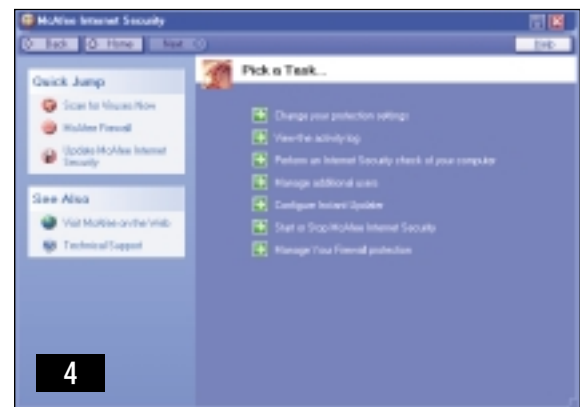 McAfee Internet Security
Back Home Next
Help
Quick Jump
Scan for Viruses Now
McAfee Firewall
Update McAfee Internet
Security
See Also
Visit McAfee on the Web
Technical Support
Pick a Task...
Change your protection settings
View the activity log
Perform an Internet Security check of your computer
Manage additional users
Configure Instant Updater
Start or Stop McAfee Internet Security
Manage Your Firewall protection
4